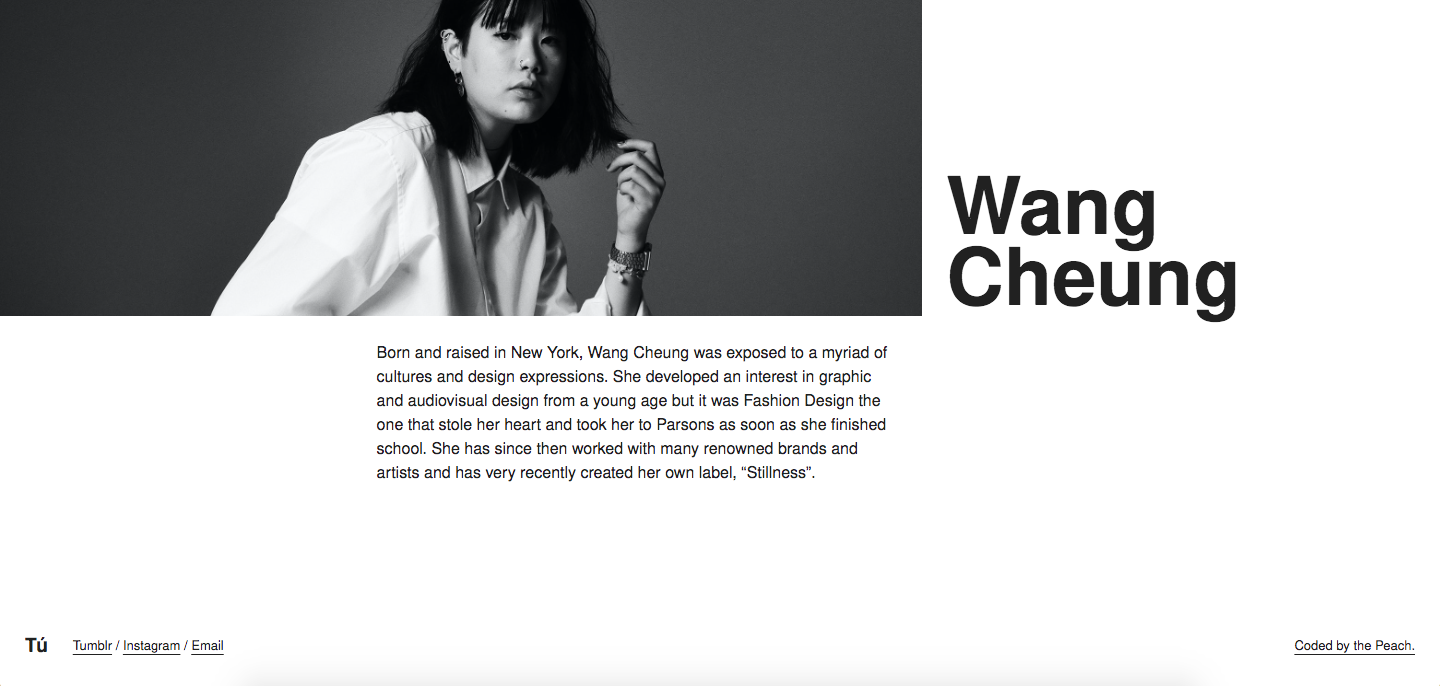 Wang
Cheung
Born and raised in New York, Wang Cheung was exposed to a myriad of
cultures and design expressions. She developed an interest in graphic
and audiovisual design from a young age but it was Fashion Design the
one that stole her heart and took her to Parsons as soon as she finished
school. She has since then worked with many renowned brands and
artists and has very recently created her own label, “Stillness”.
Tú Tumblr / Instagram / Email Coded by the Peach.